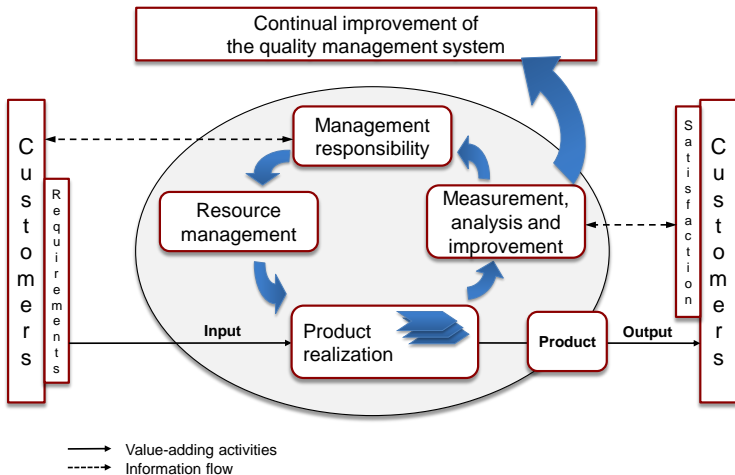 Continual improvement of
the quality management system
Customers
Requirements
Management
responsibility
Resource
management
Measurement,
analysis and
improvement
Satisfaction
Customers
Input
Product
realization
Product
Output
Value-adding activities
Information flow